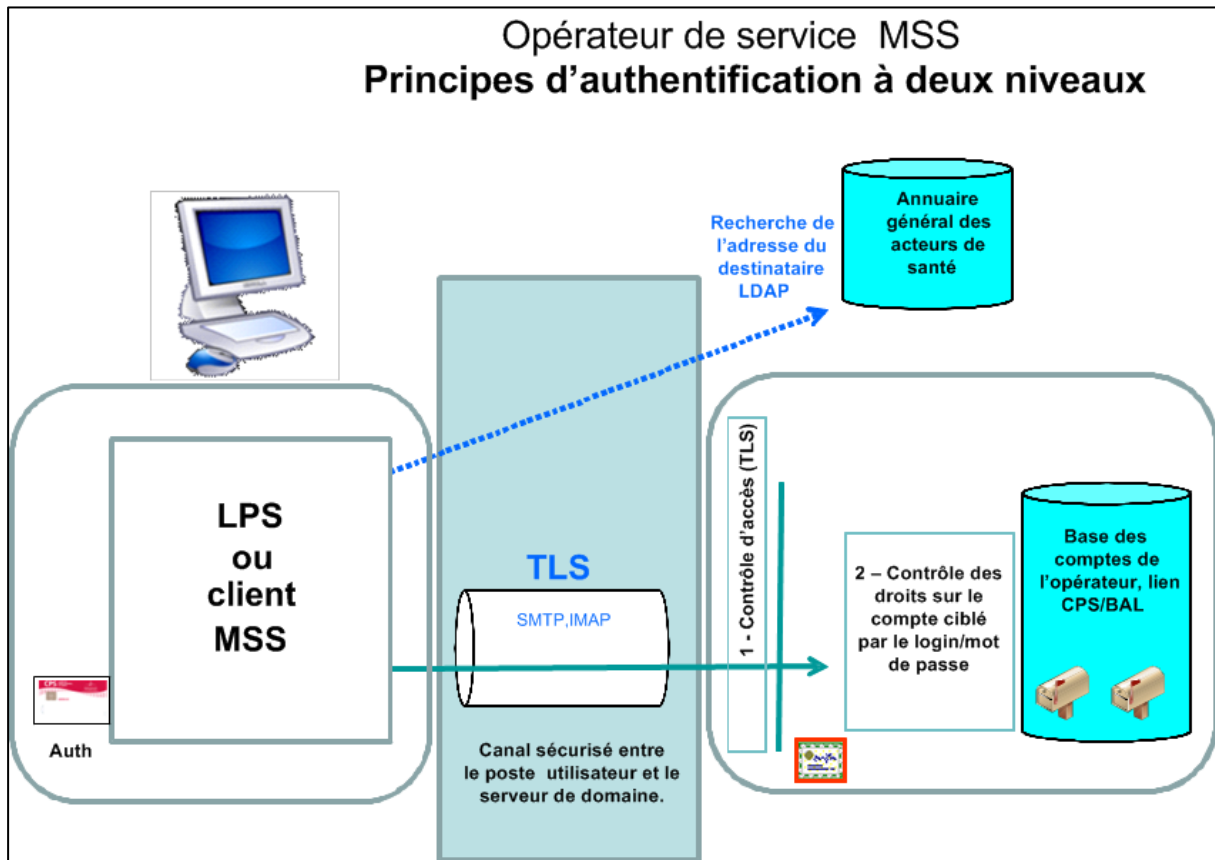 Opérateur de service MSS
Principes d'authentification à deux niveaux
Annuaire
général des
acteurs de
santé
Recherche de
l'adresse du
destinataire
LDAP
LPS
ou
client
MSS
CPS
Auth
TLS
SMTP,IMAP
Canal sécurisé entre
le poste utilisateur et le
serveur de domaine.
1 - Contrôle d'accès (TLS)
2 – Contrôle des
droits sur le
compte ciblé
par le login/mot
de passe
Base des
comptes de
l'opérateur, lien
CPS/BAL